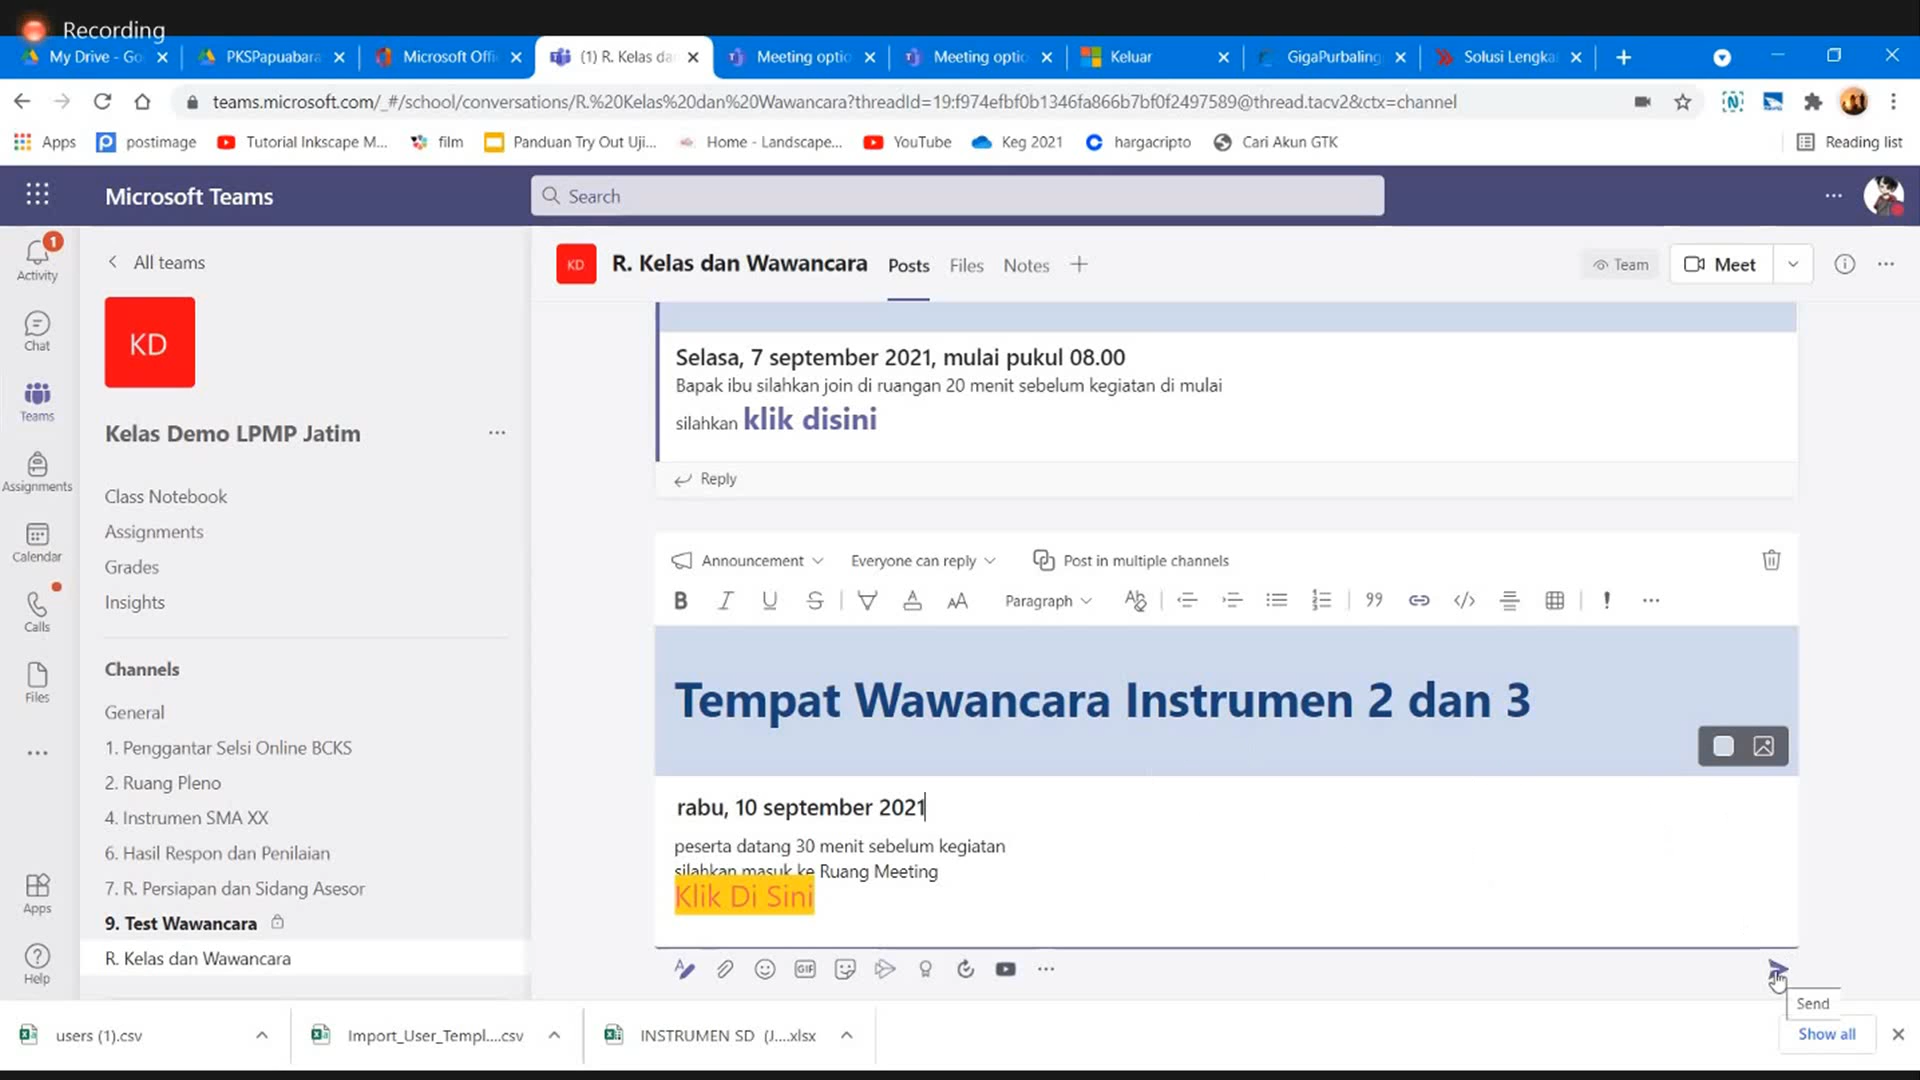 Recording
My Drive - Go
PKSPapuabara
Microsoft Offi
(1) R. Kelas da
Meeting optio
Meeting optio
Keluar
GigaPurbaling
Solusi Lengka
teams.microsoft.com/_#/school/conversations/R.%20Kelas%20dan%20Wawancara?threadId=19:f974efbf0b1346fa866b7bf0f2497589@thread.tacv2&ctx=channel
Apps
postimage
Tutorial Inkscape M...
film
Panduan Try Out Uji...
Home - Landscape...
YouTube
Keg 2021
hargacripto
Cari Akun GTK
Reading list
Microsoft Teams
Search
1
Activity
Chat
Teams
Assignments
Calendar
Calls
Files
Apps
Help
All teams
KD
Kelas Demo LPMP Jatim
Class Notebook
Assignments
Grades
Insights
Channels
General
1. Penggantar Selsi Online BCKS
2. Ruang Pleno
4. Instrumen SMA XX
6. Hasil Respon dan Penilaian
7. R. Persiapan dan Sidang Asesor
9. Test Wawancara
R. Kelas dan Wawancara
KD
R. Kelas dan Wawancara
Posts
Files
Notes
Team
Meet
Selasa, 7 september 2021, mulai pukul 08.00
Bapak ibu silahkan join di ruangan 20 menit sebelum kegiatan di mulai
silahkan klik disini
Reply
Announcement
Everyone can reply
Post in multiple channels
Paragraph
Tempat Wawancara Instrumen 2 dan 3
rabu, 10 september 2021
peserta datang 30 menit sebelum kegiatan
silahkan masuk ke Ruang Meeting
Klik Di Sini
GIF
Send
users (1).csv
Import_User_Templ....csv
INSTRUMEN SD (J....xlsx
Show all